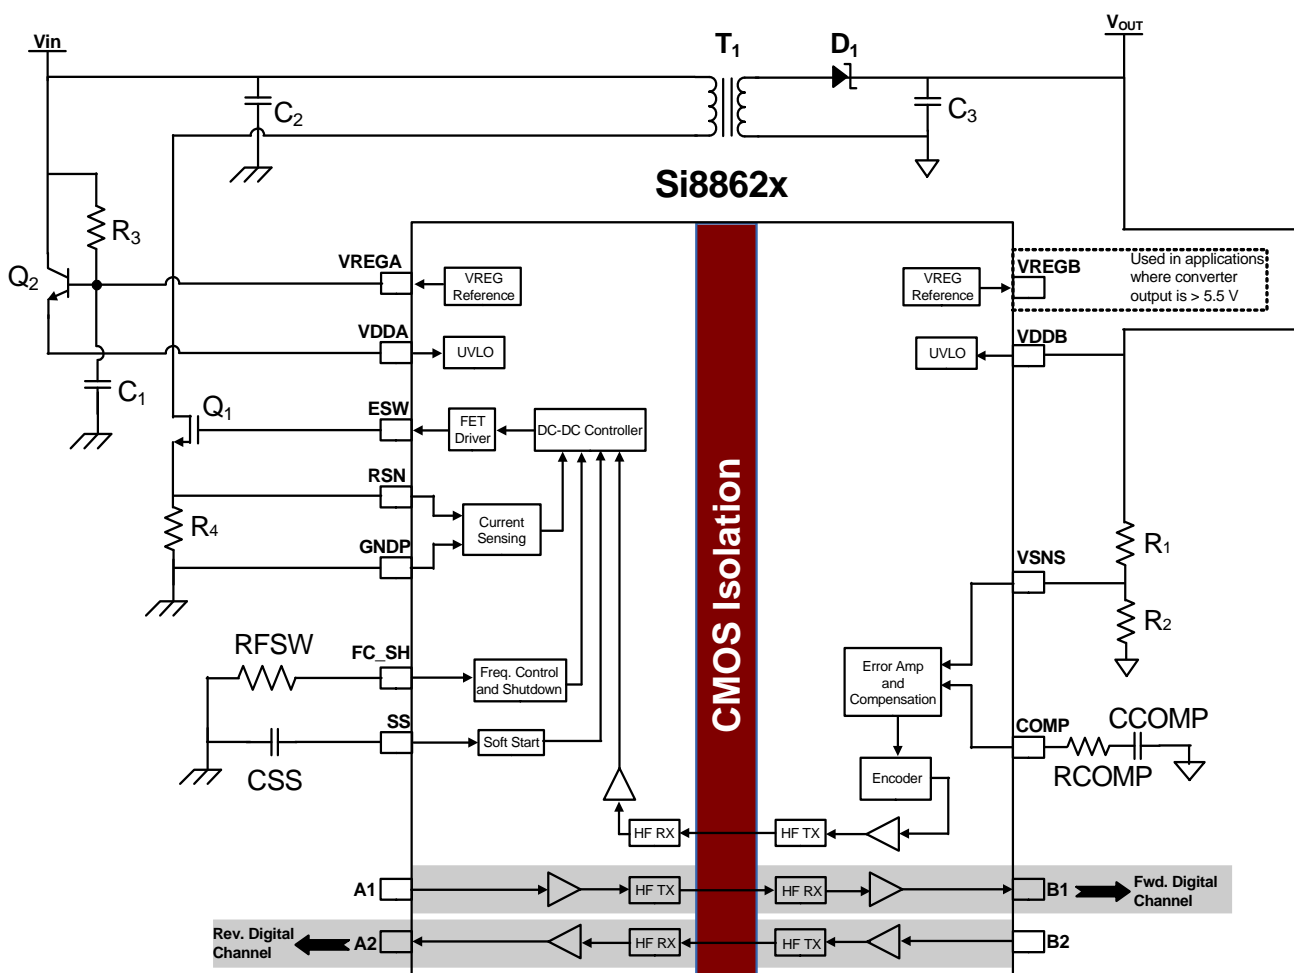 Vin
T1
D1
VOUT
C2
C3
Si8862x
R3
Q2
VREGA
VREG
Reference
VREG
Reference
VREGB
Used in applications
where converter
output is > 5.5 V
VDDA
UVLO
UVLO
VDDB
C1
Q1
ESW
FET
Driver
DC-DC Controller
RSN
R4
Current
Sensing
GNDP
CMOS Isolation
R1
VSNS
R2
RFSW
FC_SH
Freq. Control
and Shutdown
Error Amp
and
Compensation
SS
Soft Start
CSS
COMP
CCOMP
RCOMP
Encoder
HF RX
HF TX
A1
HF TX
HF RX
B1
Fwd. Digital
Channel
Rev. Digital
Channel
A2
HF RX
HF TX
B2